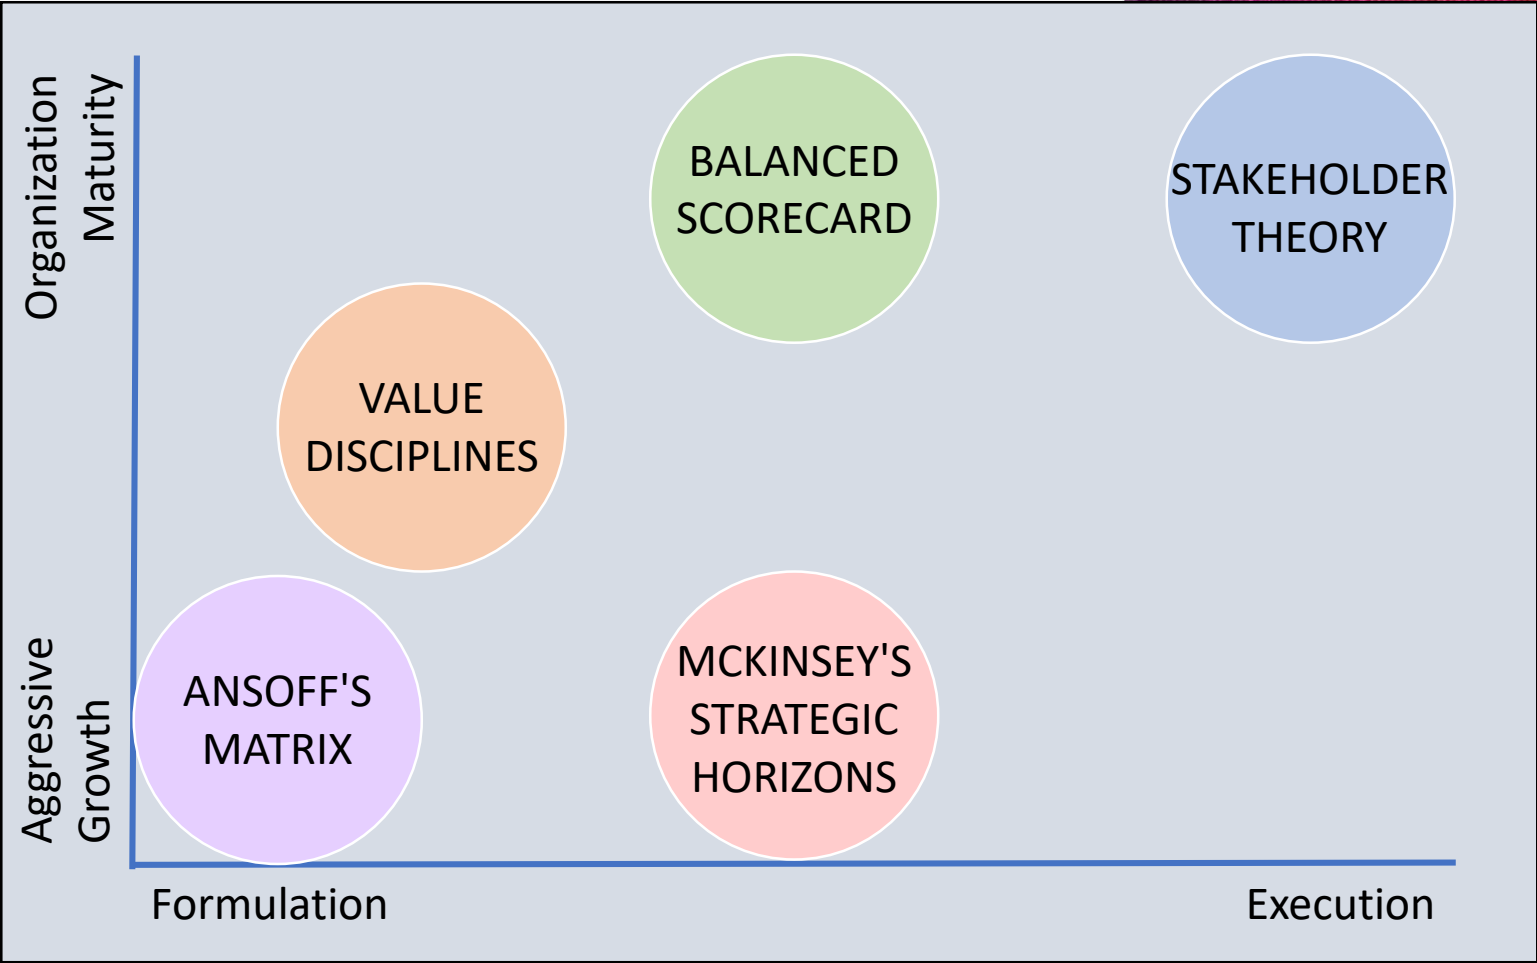 Organization
Maturity
BALANCED
SCORECARD
STAKEHOLDER
THEORY
VALUE
DISCIPLINES
Aggressive
Growth
ANSOFF'S
MATRIX
MCKINSEY'S
STRATEGIC
HORIZONS
Formulation
Execution